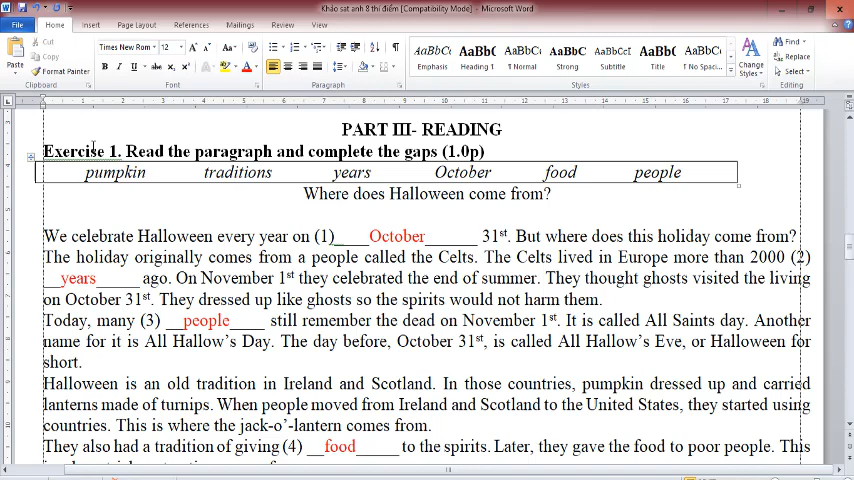 Khảo sat anh 8 thi điểm [Compatibility Mode] - Microsoft Word
File Home Insert Page Layout References Mailings Review View
Cut
Copy
Format Painter
Paste
Clipboard
Times New Rom 12
Font
Paragraph
AaBbCcL Emphasis
AaBbC Heading 1
AaBbCcI ¶ Normal
AaBbC Strong
AaBbCcI Subtitle
AaBb( Title
AaBbCcI ¶ No Spaci...
Change Styles
Styles
Find
Replace
Select
Editing
PART III- READING
Exercise 1. Read the paragraph and complete the gaps (1.0p)
pumpkin traditions years October food people
Where does Halloween come from?
We celebrate Halloween every year on (1)____October______ 31st. But where does this holiday come from?
The holiday originally comes from a people called the Celts. The Celts lived in Europe more than 2000 (2)
__years_____ ago. On November 1st they celebrated the end of summer. They thought ghosts visited the living
on October 31st. They dressed up like ghosts so the spirits would not harm them.
Today, many (3) __people____ still remember the dead on November 1st. It is called All Saints day. Another
name for it is All Hallow's Day. The day before, October 31st, is called All Hallow's Eve, or Halloween for
short.
Halloween is an old tradition in Ireland and Scotland. In those countries, pumpkin dressed up and carried
lanterns made of turnips. When people moved from Ireland and Scotland to the United States, they started using
countries. This is where the jack-o'-lantern comes from.
They also had a tradition of giving (4) __food_____ to the spirits. Later, they gave the food to poor people. This